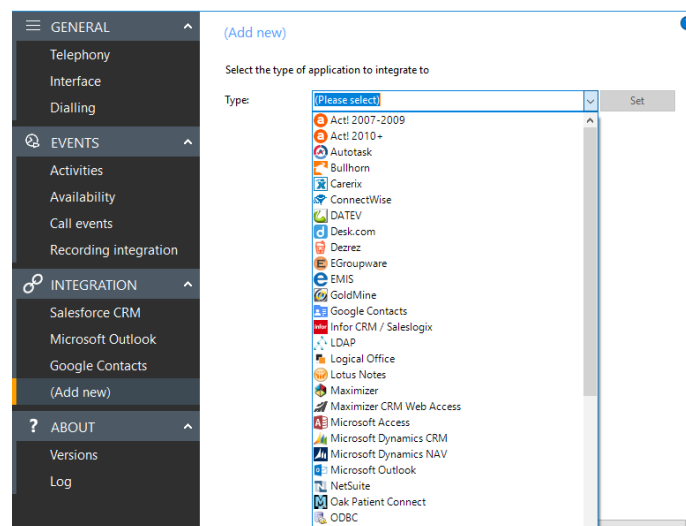 GENERAL
Telephony
Interface
Dialling
EVENTS
Activities
Availability
Call events
Recording integration
INTEGRATION
Salesforce CRM
Microsoft Outlook
Google Contacts
(Add new)
? ABOUT
Versions
Log
(Add new)
Select the type of application to integrate to
Type: (Please select) Set
Act! 2007-2009
Act! 2010+
Autotask
Bullhorn
Carerix
ConnectWise
DATEV
Desk.com
Dezrez
EGroupware
EMIS
GoldMine
Google Contacts
infor Infor CRM / Saleslogix
LDAP
Logical Office
Lotus Notes
Maximizer
Maximizer CRM Web Access
Microsoft Access
Microsoft Dynamics CRM
Microsoft Dynamics NAV
Microsoft Outlook
NetSuite
Oak Patient Connect
ODBC